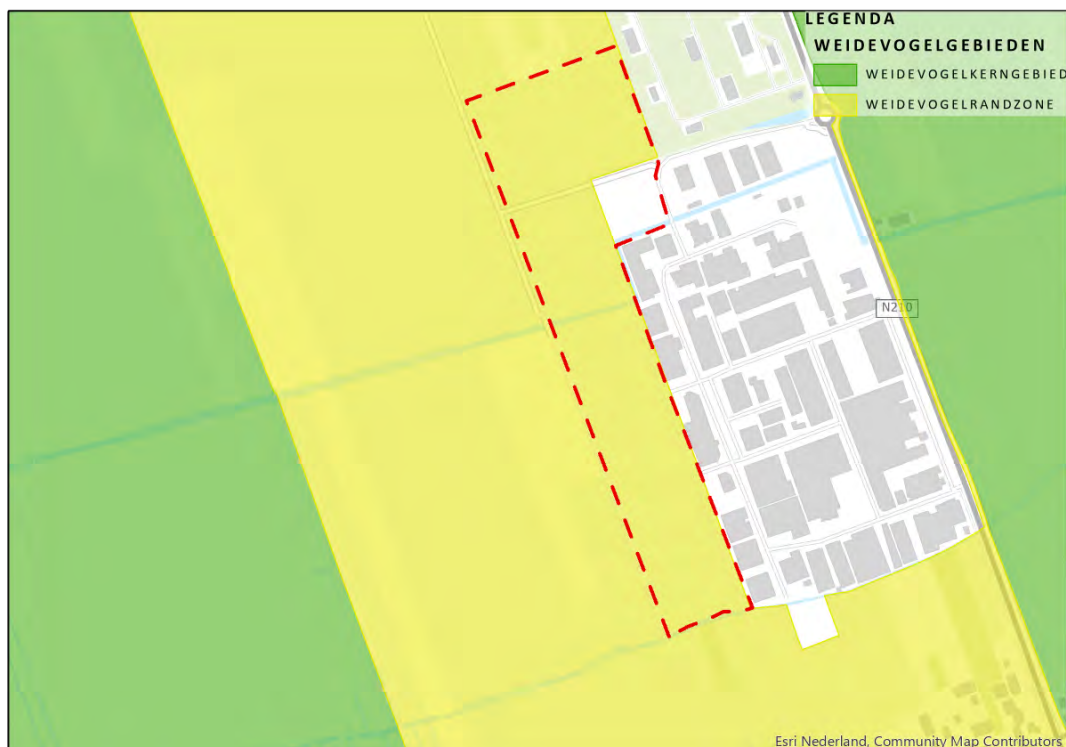 LEGENDA
WEIDEVOGELGEBIEDEN
WEIDEVOGELKERNGEBIED
WEIDEVOGELRANDZONE
N210
Esri Nederland, Community Map Contributors